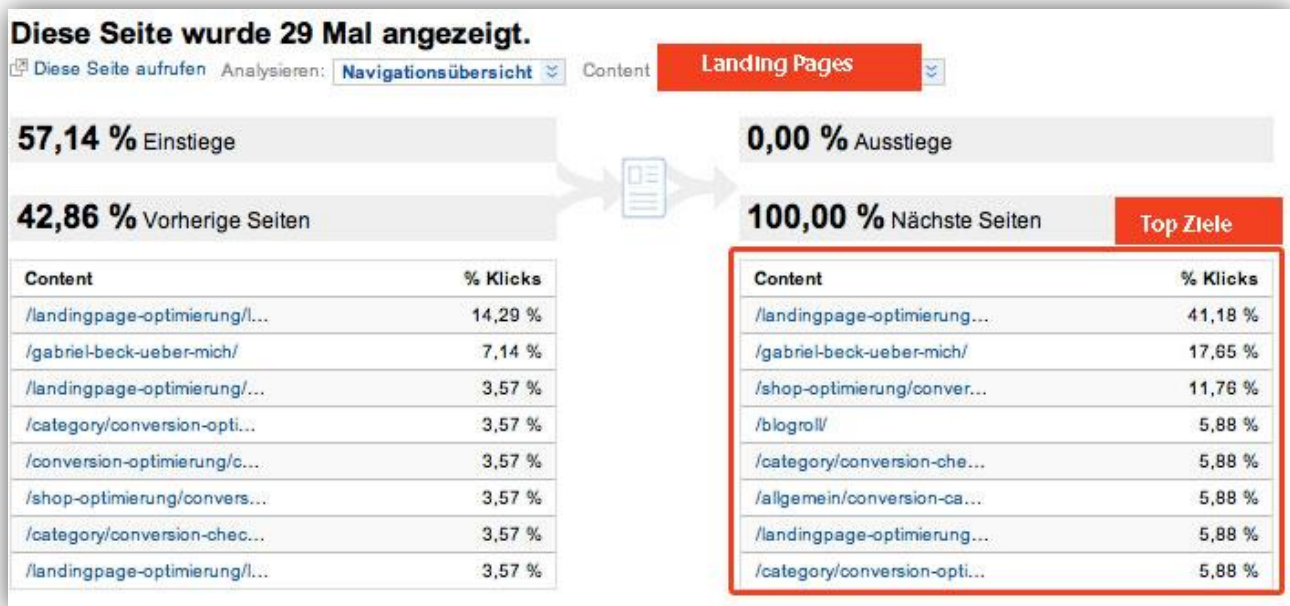 Diese Seite wurde 29 Mal angezeigt.
Diese Seite aufrufen Analysieren: Navigationsübersicht Content Landing Pages
57,14 % Einstiege
0,00 % Ausstiege
42,86 % Vorherige Seiten
100,00 % Nächste Seiten Top Ziele
Content % Klicks
/landingpage-optimierung/l... 14,29 %
/gabriel-beck-ueber-mich/ 7,14 %
/landingpage-optimierung/... 3,57 %
/category/conversion-opti... 3,57 %
/conversion-optimierung/c... 3,57 %
/shop-optimierung/convers... 3,57 %
/category/conversion-chec... 3,57 %
/landingpage-optimierung/l... 3,57 %
Content % Klicks
/landingpage-optimierung... 41,18 %
/gabriel-beck-ueber-mich/ 17,65 %
/shop-optimierung/conver... 11,76 %
/blogroll/ 5,88 %
/category/conversion-che... 5,88 %
/allgemein/conversion-ca... 5,88 %
/landingpage-optimierung... 5,88 %
/category/conversion-opti... 5,88 %